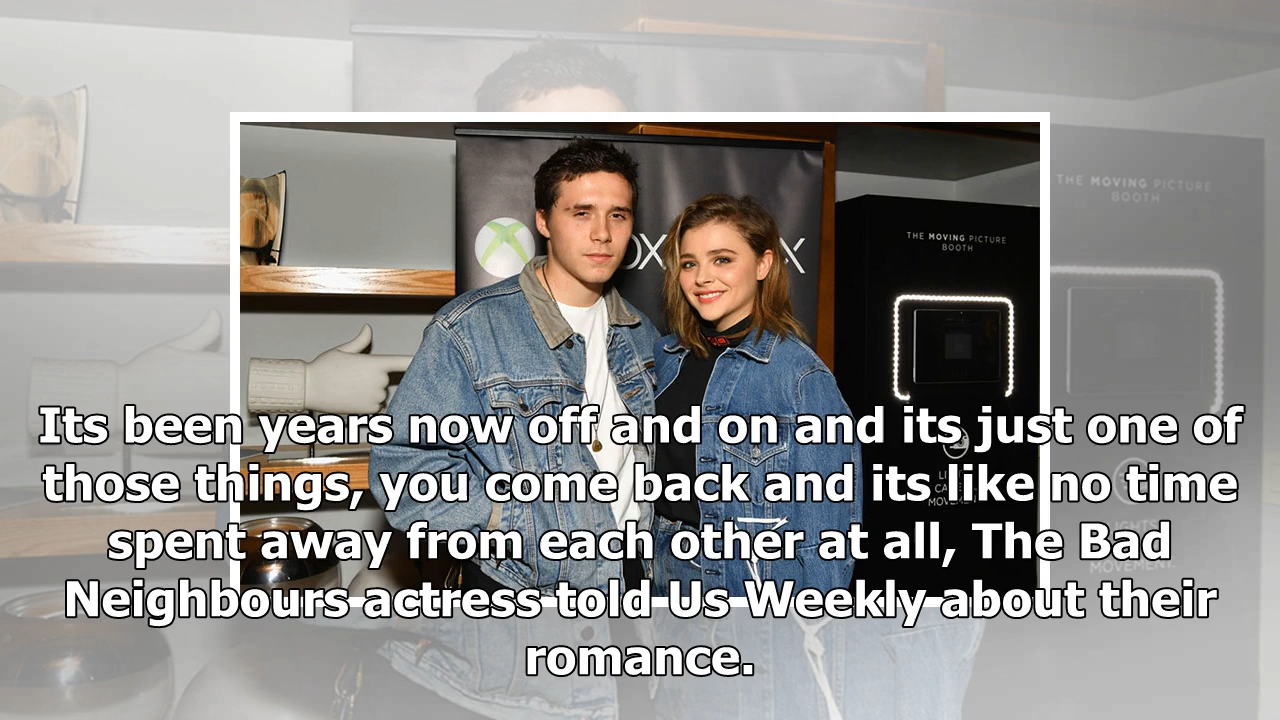 THE MOVING PICTURE
BOOTH
THE MOVING PICTURE
BOOTH
Its been years now off and on and its just one of
those things, you come back and its like no time
spent away from each other at all, The Bad
Neighbours actress told Us Weekly about their
romance.
MOVEMENT.